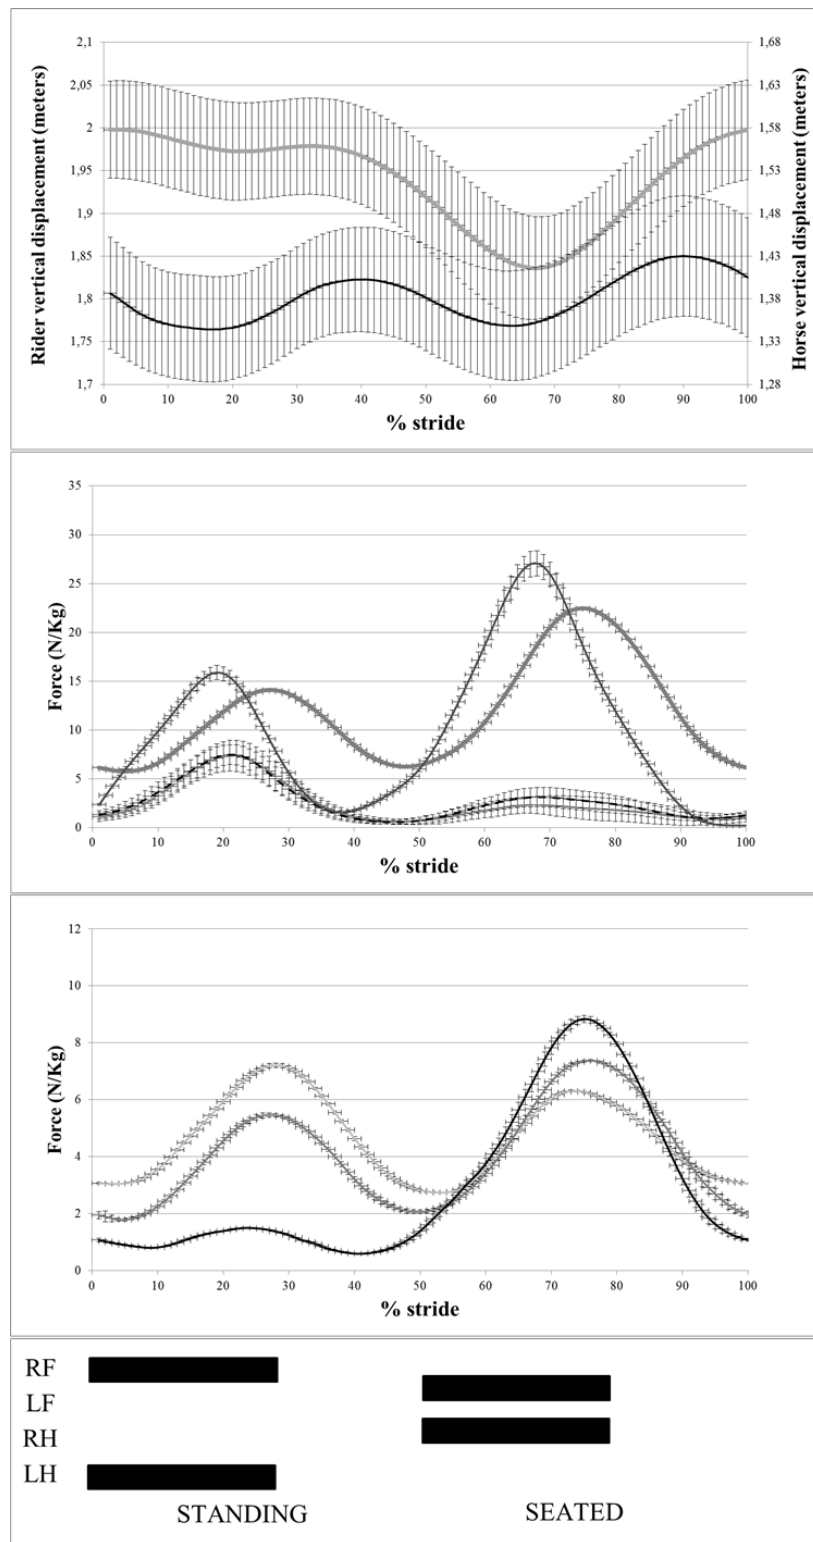 2,1
2,05
2
1,95
1,9
1,85
1,8
1,75
1,7
Rider vertical displacement (meters)
1,68
1,63
1,58
1,53
1,48
1,43
1,38
1,33
1,28
Horse vertical displacement (meters)
0 10 20 30 40 50 60 70 80 90 100
% stride
35
30
25
20
15
10
5
0
Force (N/Kg)
0 10 20 30 40 50 60 70 80 90 100
% stride
12
10
8
6
4
2
0
Force (N/Kg)
0 10 20 30 40 50 60 70 80 90 100
% stride
RF
LF
RH
LH
STANDING SEATED